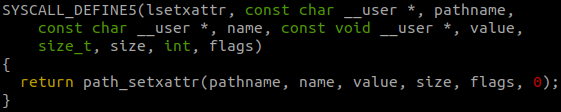 SYSCALL_DEFINE5(lsetxattr, const char __user *, pathname,
const char __user *, name, const void __user *, value,
size_t, size, int, flags)
{
return path_setxattr(pathname, name, value, size, flags, 0);
}